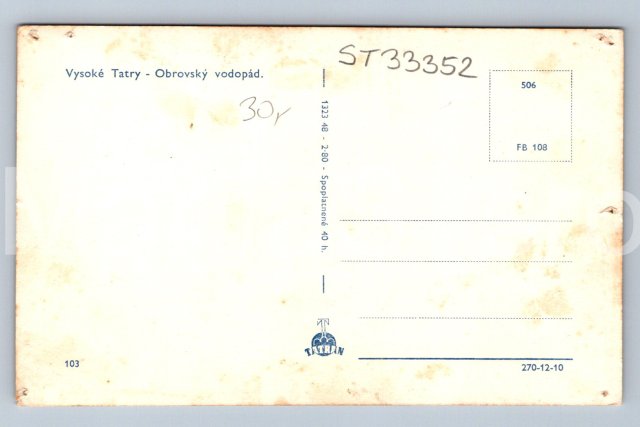 Vysoké Tatry - Obrovský vodopád.
ST33352
30,
506
FB 108
1323 48 - 2-80 - Spoplatnené 40 h.
TATRAN
103
270-12-10